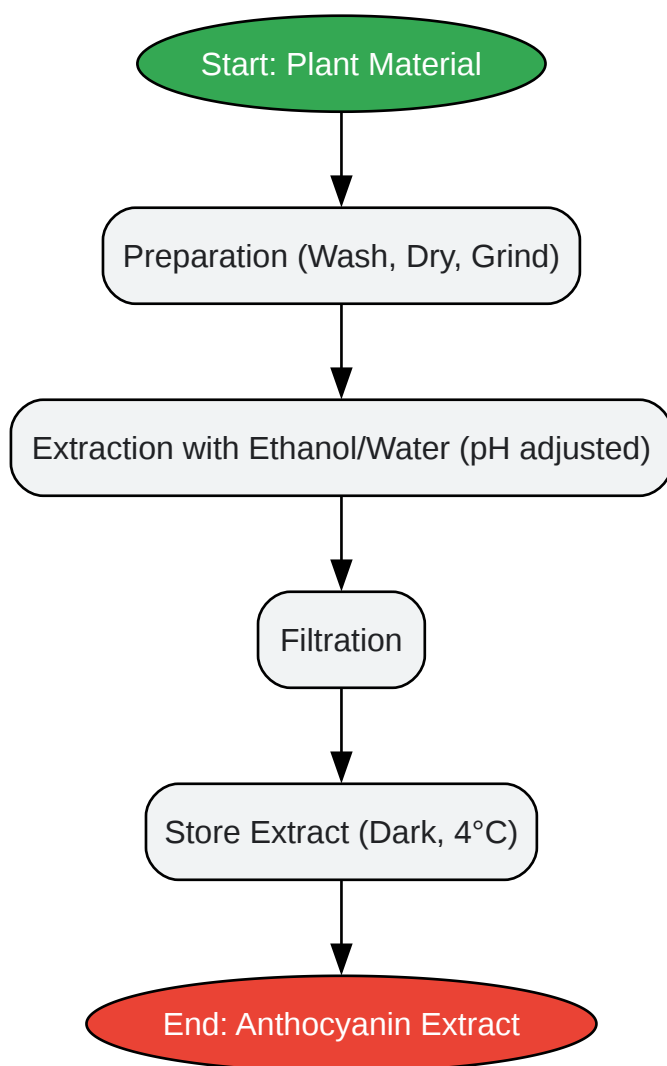 Start: Plant Material
Preparation (Wash, Dry, Grind)
Extraction with Ethanol/Water (pH adjusted)
Filtration
Store Extract (Dark, 4°C)
End: Anthocyanin Extract